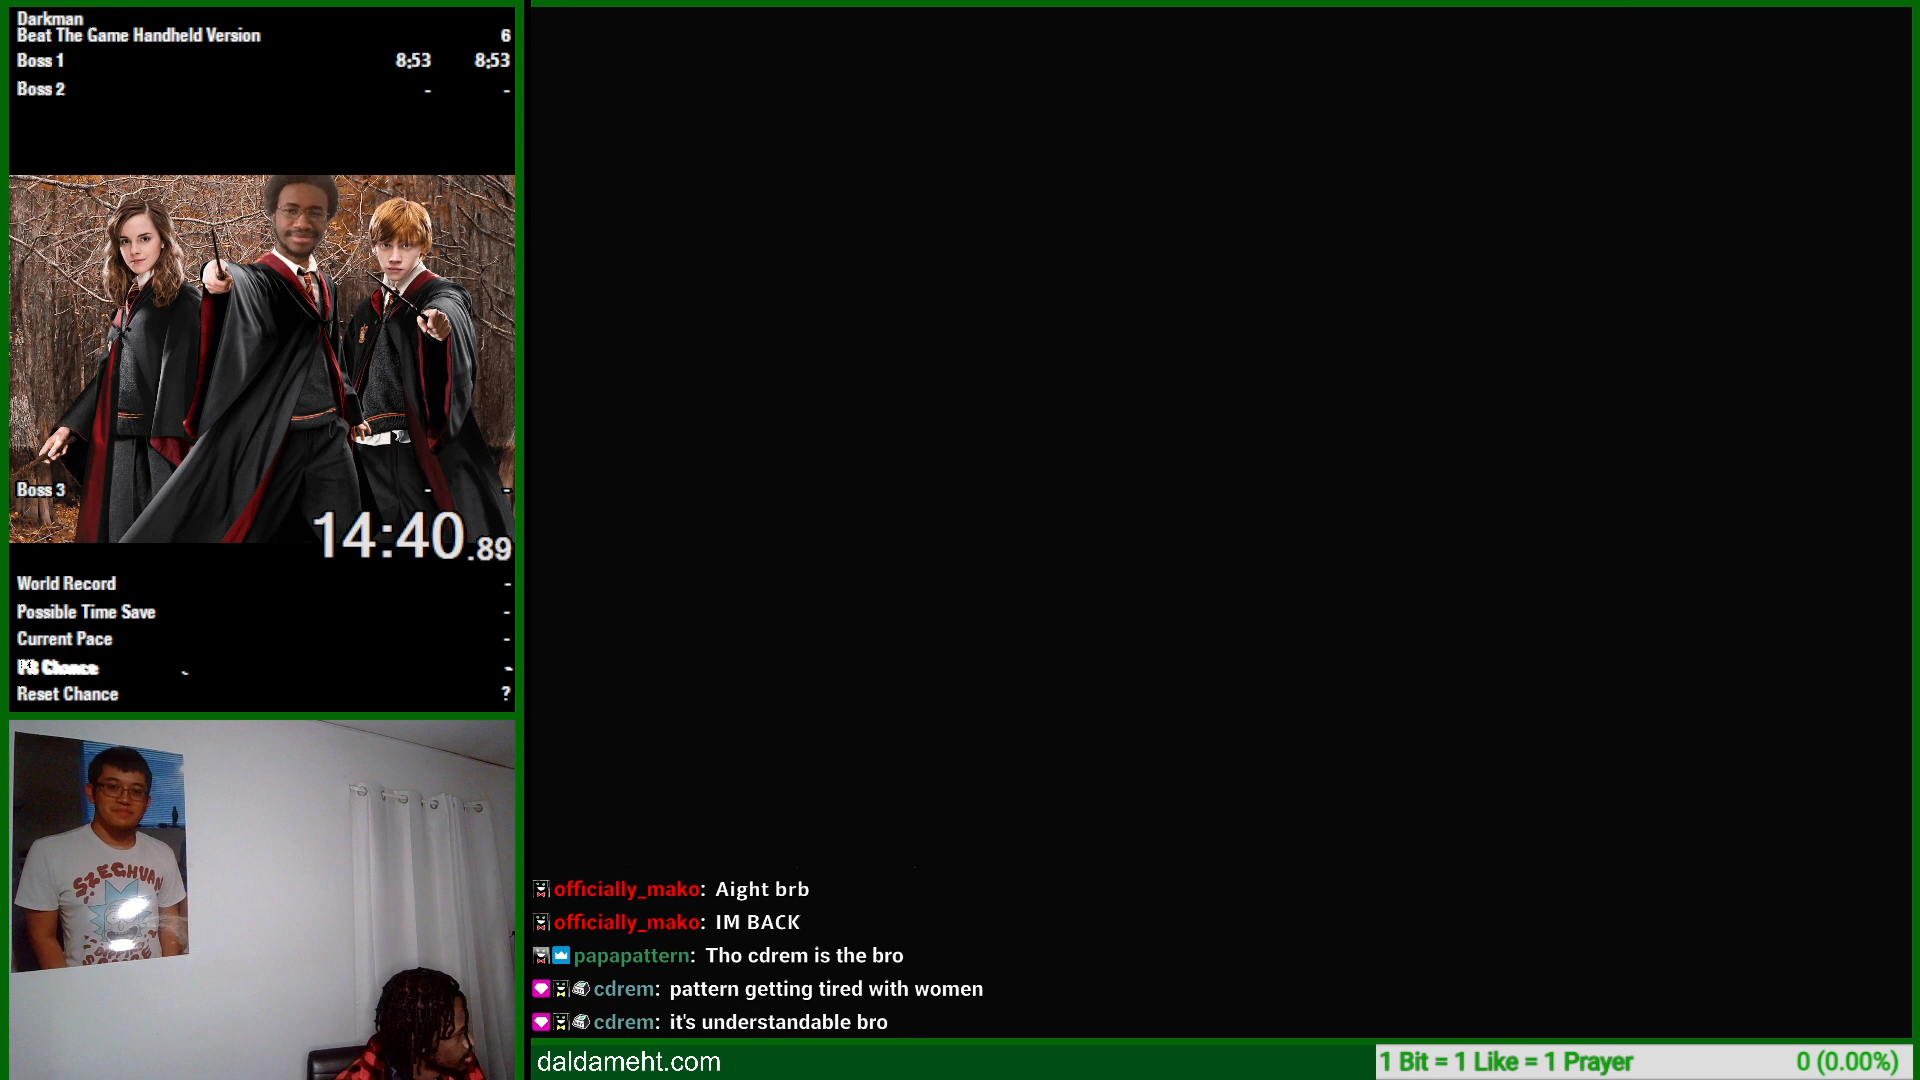 Darkman
Beat The Game Handheld Version 6
Boss 1 8:53 8:53
Boss 2 - -
Boss 3 - -
14:40.89
World Record -
Possible Time Save -
Current Pace -
Chance -
Reset Chance ?
SZECHUAN
officially_mako: Aight brb
officially_mako: IM BACK
papapattern: Tho cdrem is the bro
cdrem: pattern getting tired with women
cdrem: it's understandable bro
daldameht.com
1 Bit = 1 Like = 1 Prayer 0 (0.00%)